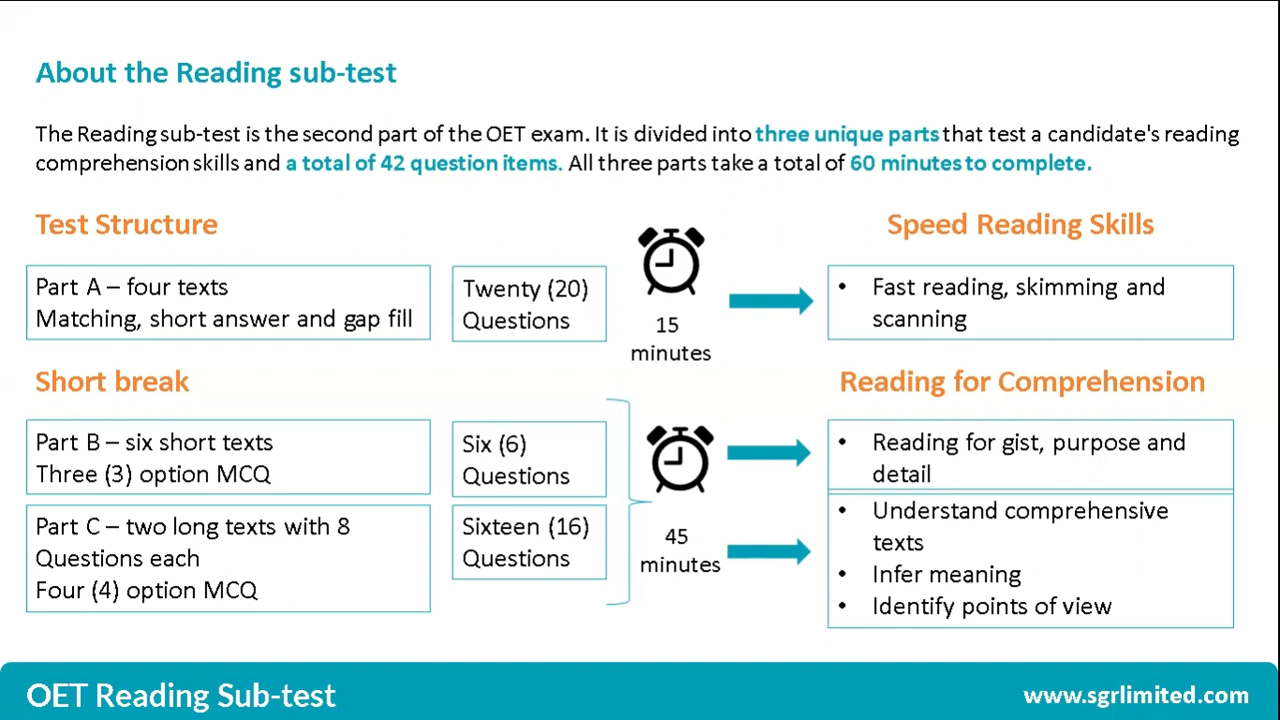 About the Reading sub-test
The Reading sub-test is the second part of the OET exam. It is divided into three unique parts that test a candidate's reading
comprehension skills and a total of 42 question items. All three parts take a total of 60 minutes to complete.
Test Structure
Speed Reading Skills
Part A – four texts
Matching, short answer and gap fill
Twenty (20)
Questions
15
minutes
• Fast reading, skimming and
scanning
Short break
Reading for Comprehension
Part B – six short texts
Three (3) option MCQ
Six (6)
Questions
• Reading for gist, purpose and
detail
Part C – two long texts with 8
Questions each
Four (4) option MCQ
Sixteen (16)
Questions
45
minutes
• Understand comprehensive
texts
• Infer meaning
• Identify points of view
OET Reading Sub-test
www.sgrlimited.com